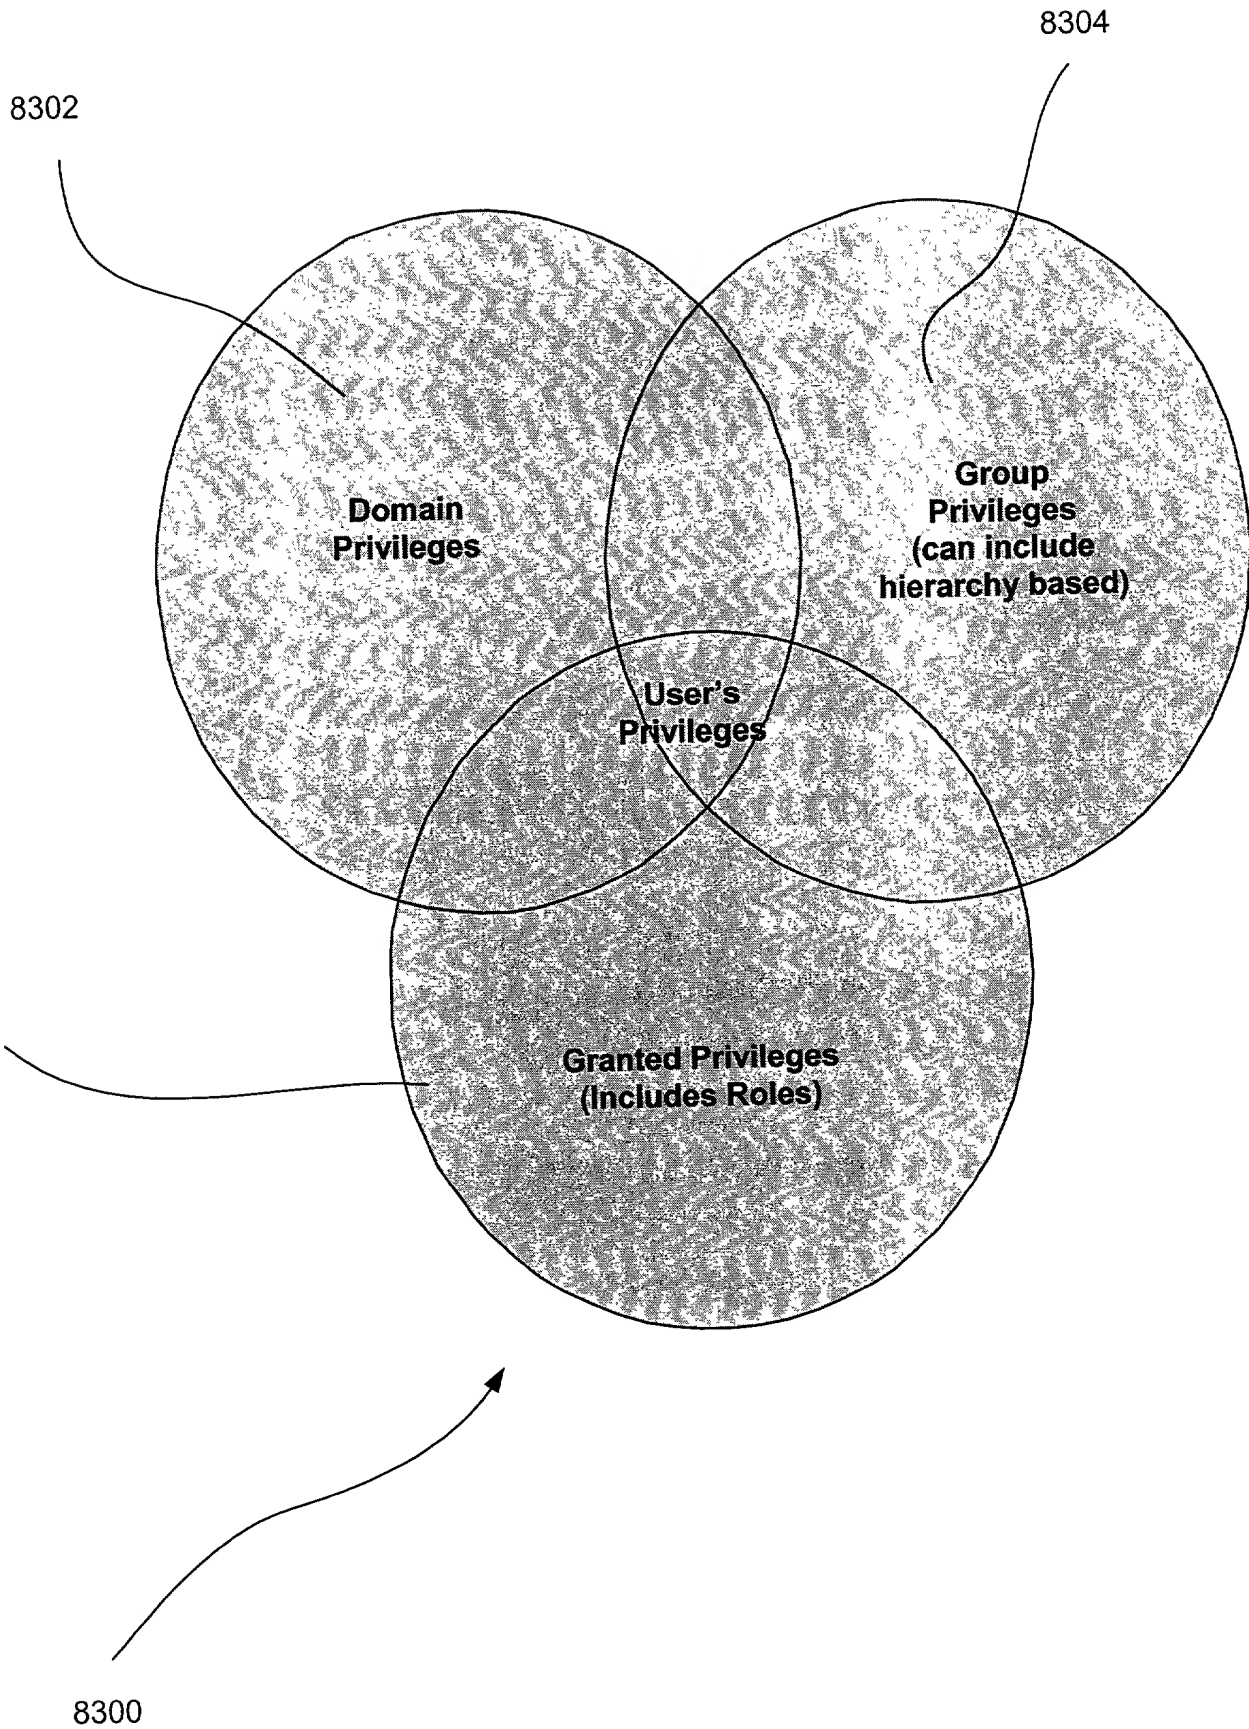 8304
8302
Domain
Privileges
Group
Privileges
(can include
hierarchy based)
User's
Privileges
Granted Privileges
(Includes Roles)
8300